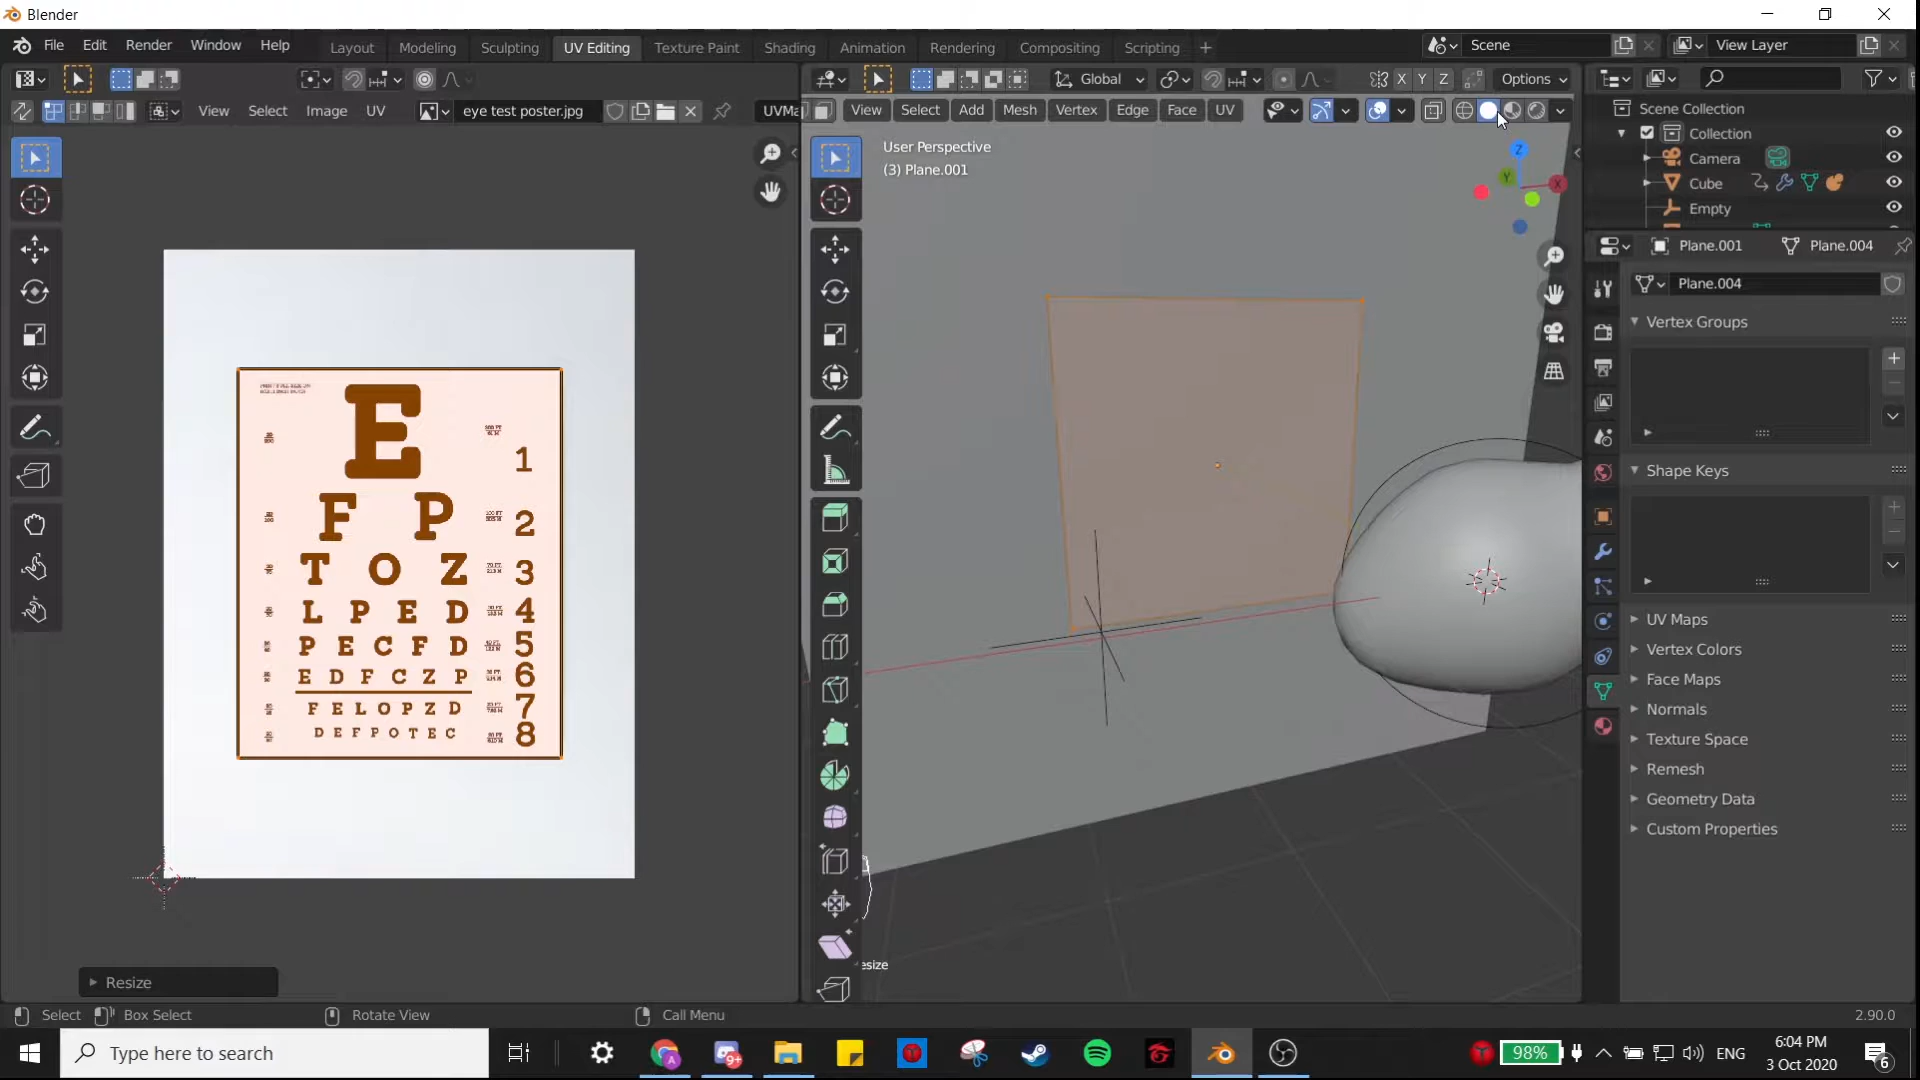 Blender
File Edit Render Window Help
Layout Modeling Sculpting UV Editing Texture Paint Shading Animation Rendering Compositing Scripting +
Scene
View Layer
Global
X Y Z
Options
View Select Image UV
eye test poster.jpg
UVMa
View Select Add Mesh Vertex Edge Face UV
User Perspective
(3) Plane.001
Z
Y
X
Scene Collection
Collection
Camera
Cube
Empty
Plane.001
Plane.004
Plane.004
Vertex Groups
Shape Keys
UV Maps
Vertex Colors
Face Maps
Normals
Texture Space
Remesh
Geometry Data
Custom Properties
E 1
F P 2
T O Z 3
L P E D 4
P E C F D 5
E D F C Z P 6
F E L O P Z D 7
D E F P O T E C 8
Resize
esize
Select
Box Select
Rotate View
Call Menu
2.90.0
Type here to search
9+
98%
ENG
6:04 PM
3 Oct 2020
6